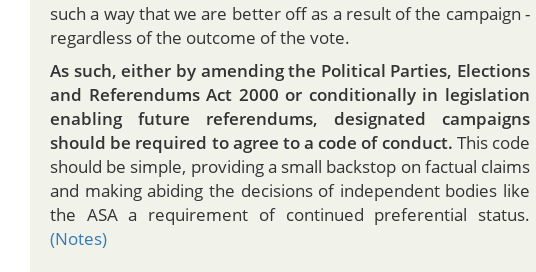 such a way that we are better off as a result of the campaign -
regardless of the outcome of the vote.
As such, either by amending the Political Parties, Elections
and Referendums Act 2000 or conditionally in legislation
enabling future referendums, designated campaigns
should be required to agree to a code of conduct. This code
should be simple, providing a small backstop on factual claims
and making abiding the decisions of independent bodies like
the ASA a requirement of continued preferential status.
(Notes)